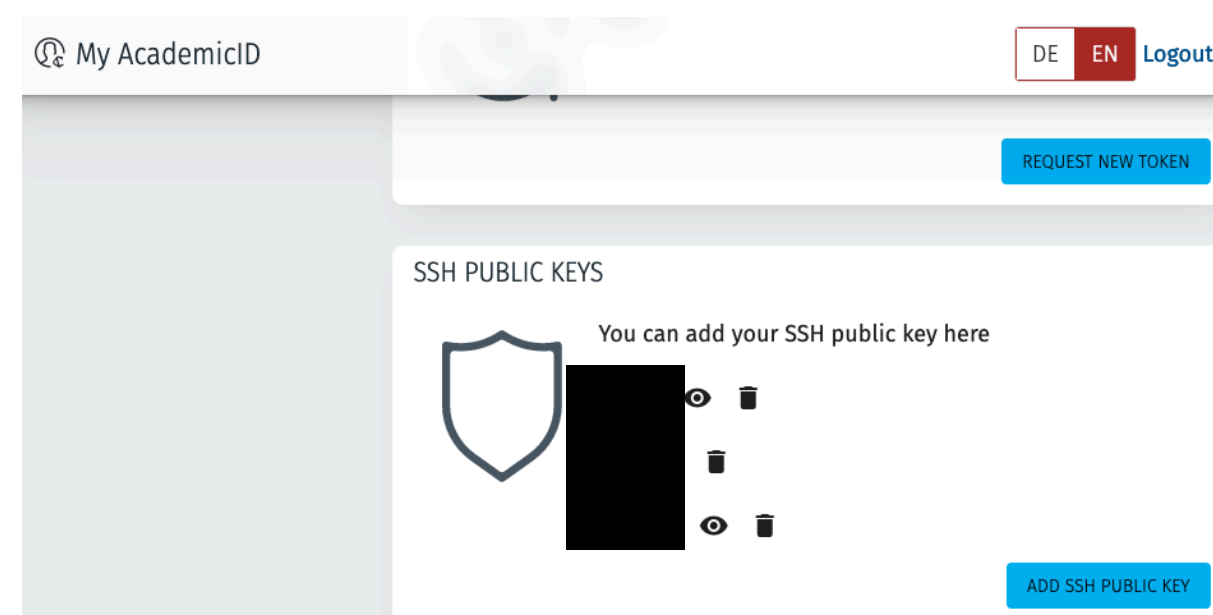 My AcademicID
DE EN Logout
REQUEST NEW TOKEN
SSH PUBLIC KEYS
You can add your SSH public key here
ADD SSH PUBLIC KEY